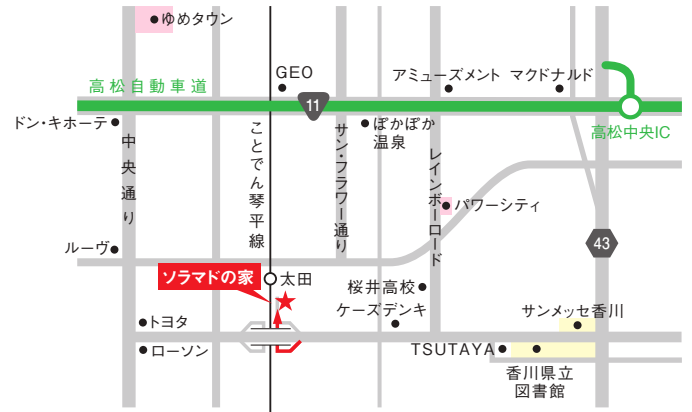 ゆめタウン
高松自動車道
GEO
アミューズメント
マクドナルド
11
ドン・キホーテ
ぽかぽか
温泉
高松中央IC
中央通り
ことでん琴平線
サン・フラワー通り
レインボーロード
パワーシティ
ルーヴ
43
ソラマドの家
太田
桜井高校
ケーズデンキ
サンメッセ香川
トヨタ
ローソン
TSUTAYA
香川県立
図書館